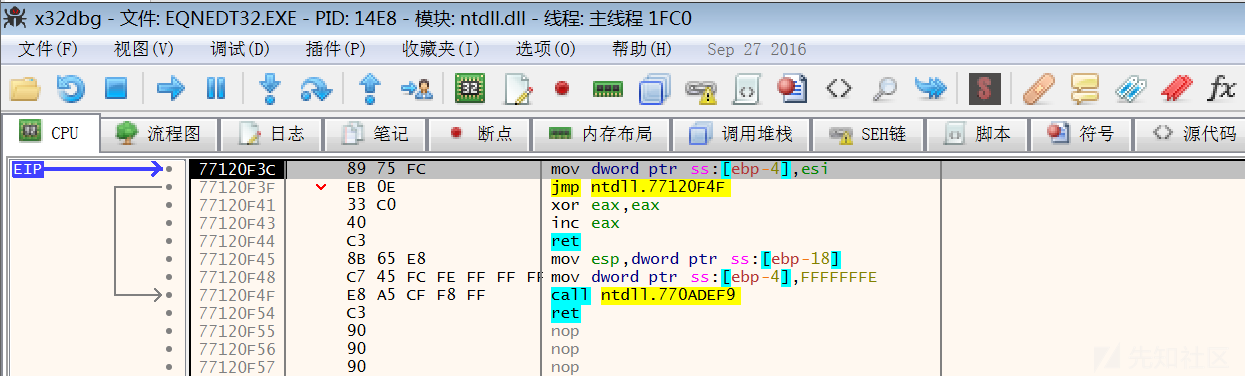 x32dbg - 文件: EQNEDT32.EXE - PID: 14E8 - 模块: ntdll.dll - 线程: 主线程 1FC0
文件(F) 视图(V) 调试(D) 插件(P) 收藏夹(I) 选项(O) 帮助(H) Sep 27 2016
32 S fx
CPU 流程图 日志 笔记 断点 内存布局 调用堆栈 SEH链 脚本 符号 源代码
EIP 77120F3C 89 75 FC mov dword ptr ss:[ebp-4],esi
77120F3F EB 0E jmp ntdll.77120F4F
77120F41 33 C0 xor eax,eax
77120F43 40 inc eax
77120F44 C3 ret
77120F45 8B 65 E8 mov esp,dword ptr ss:[ebp-18]
77120F48 C7 45 FC FE FF FF FF mov dword ptr ss:[ebp-4],FFFFFFFE
77120F4F E8 A5 CF F8 FF call ntdll.770ADEF9
77120F54 C3 ret
77120F55 90 nop
77120F56 90 nop
77120F57 90 nop
先知社区